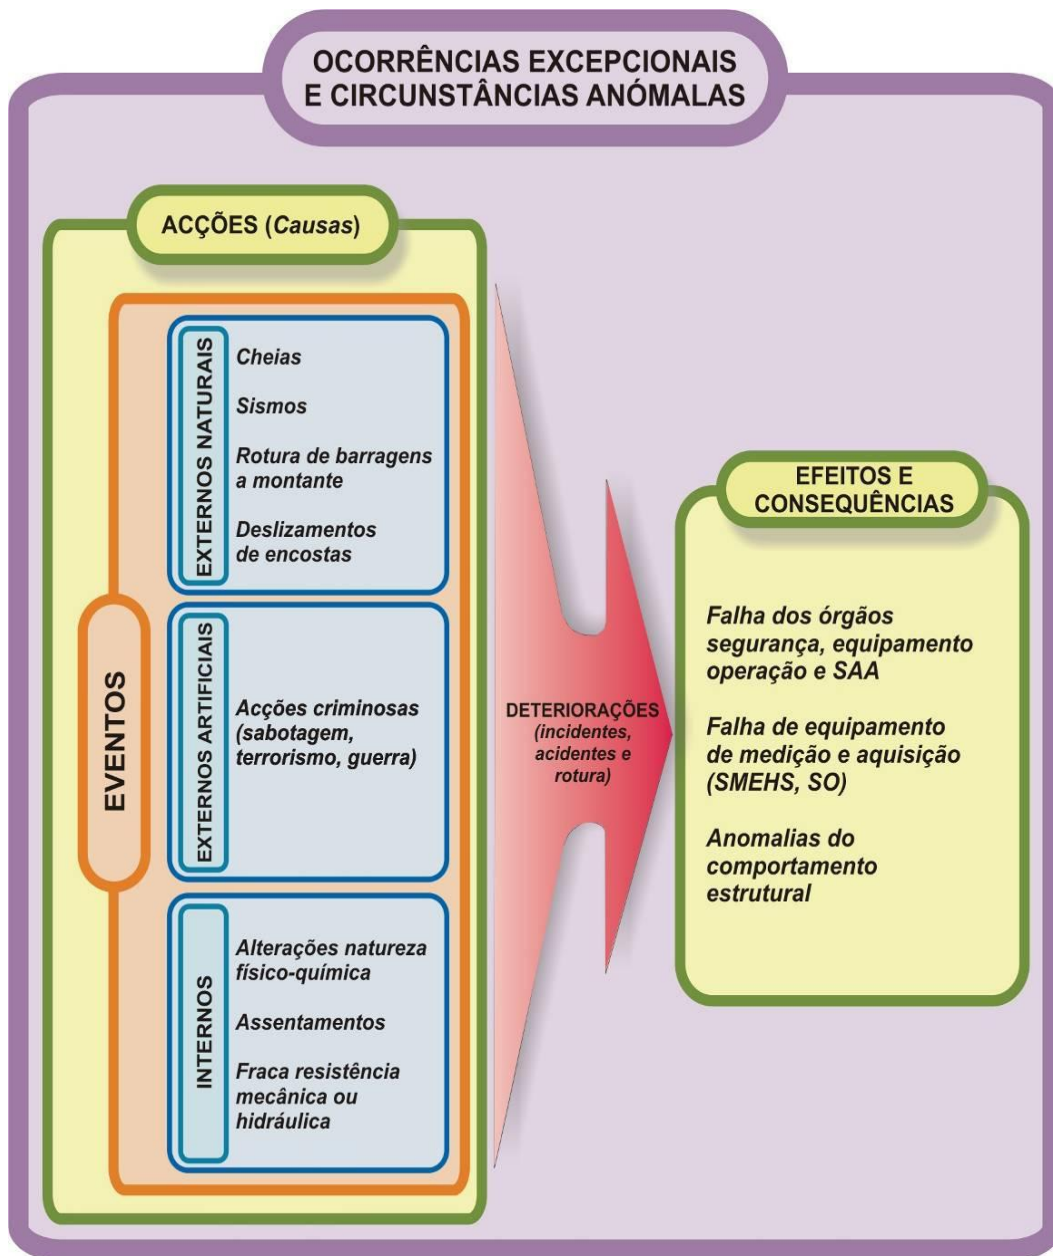 OCORRÊNCIAS EXCEPCIONAIS
E CIRCUNSTÂNCIAS ANÓMALAS
ACÇÕES (Causas)
EVENTOS
EXTERNOS NATURAIS
Cheias
Sismos
Rotura de barragens
a montante
Deslizamentos
de encostas
EXTERNOS ARTIFICIAIS
Acções criminosas
(sabotagem,
terrorismo, guerra)
INTERNOS
Alterações natureza
físico-química
Assentamentos
Fraca resistência
mecânica ou
hidráulica
DETERIORAÇÕES
(incidentes,
acidentes e
rotura)
EFEITOS E
CONSEQUÊNCIAS
Falha dos órgãos
segurança, equipamento
operação e SAA
Falha de equipamento
de medição e aquisição
(SMEHS, SO)
Anomalias do
comportamento
estrutural